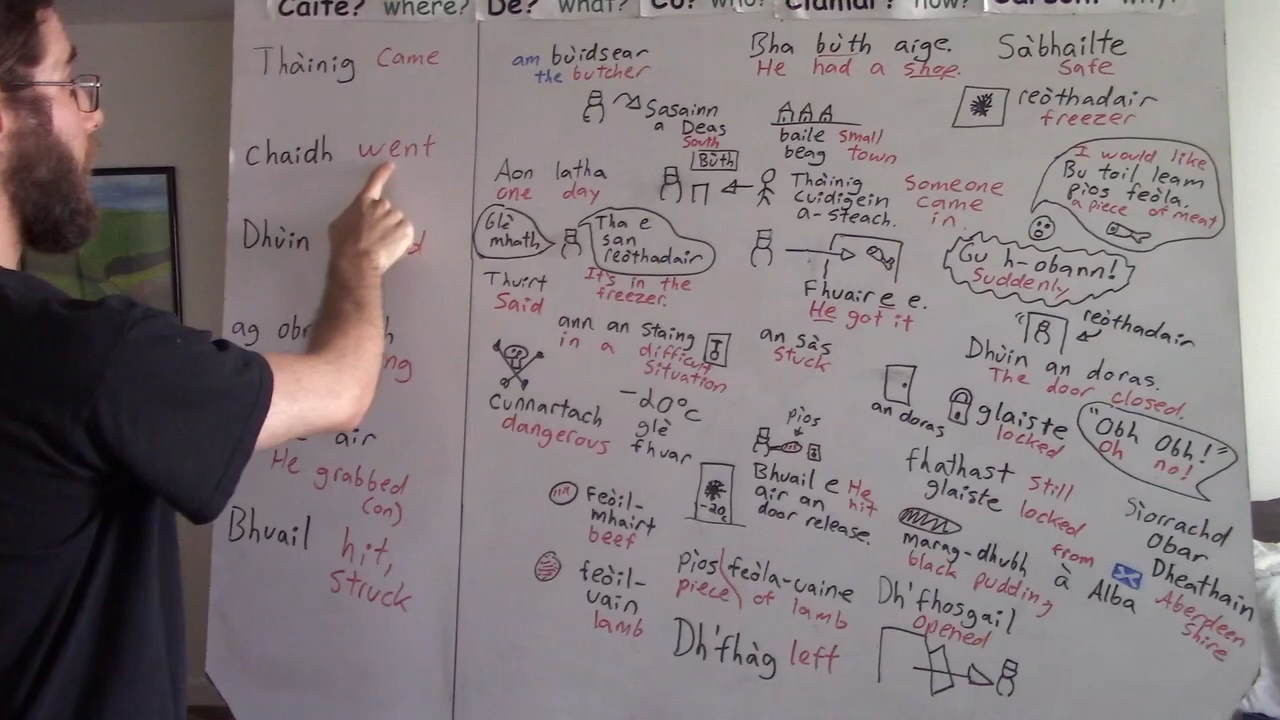 Caite? where? Dè? what? Cò? who? Ciamar? how? Carson? why?
Thàinig came
chaidh went
Dhùin
ag obr
ng
air
He grabbed
(on)
Bhuail hit,
struck
am bùidsear
the butcher
Bha bùth aige.
He had a shop.
Sàbhailte
Safe
Sasainn
a Deas
South
baile small
beag town
reòthadair
freezer
Aon latha
one day
Bùth
Thàinig
Cuidigein
a-steach.
Someone
came
in.
I would like
Bu toil leam
pìos feòla.
a piece of meat
Glè
mhath
Tha e
san
reòthadair
It's in the
freezer.
Thuirt
Said
Fhuair e e.
He got it
Gu h-obann!
Suddenly
ann an staing
in a difficult
Situation
an sàs
Stuck
reòthadair
Dhùin an doras.
The door closed.
Cunnartach
dangerous
-20°C
glè
fhuar
an doras
glaiste
locked
"Obh Obh!"
Oh no!
pìos
Bhuail e He
air an hit
door release.
-20c
fhathast still
glaiste locked
Feòil-
mhairt
beef
marag-dhubh
black pudding
from
à
Alba
Siorrachd
Obar
Dheathain
Aberdeen
shire
feòil-
uain
lamb
pìos feòla-uaine
piece of lamb
Dh'fhosgail
opened
Dh'fhàg left